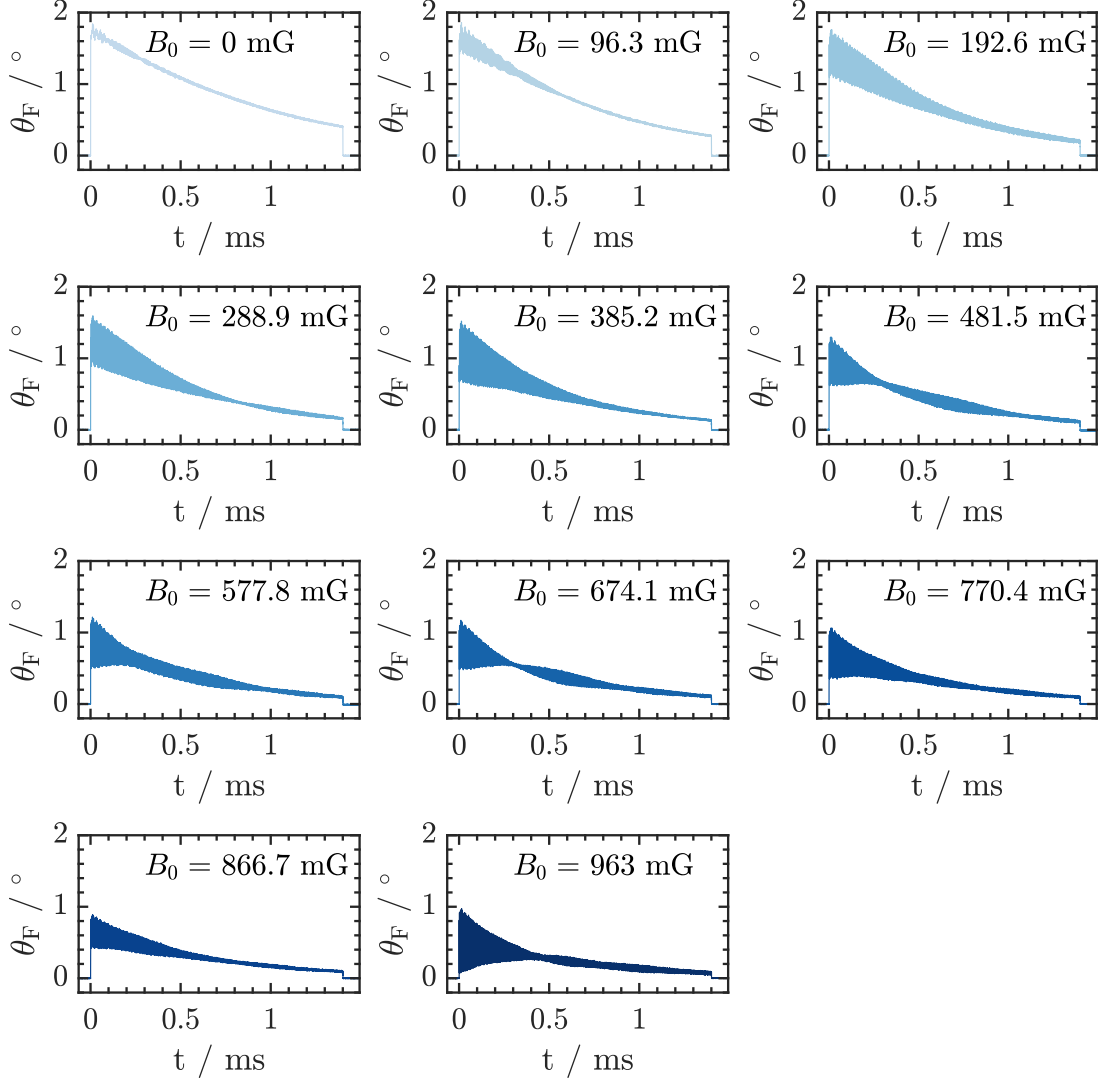 B₀ = 0 mG
θF / °
2
1
0
0 0.5 1
t / ms
B₀ = 96.3 mG
θF / °
2
1
0
0 0.5 1
t / ms
B₀ = 192.6 mG
θF / °
2
1
0
0 0.5 1
t / ms
B₀ = 288.9 mG
θF / °
2
1
0
0 0.5 1
t / ms
B₀ = 385.2 mG
θF / °
2
1
0
0 0.5 1
t / ms
B₀ = 481.5 mG
θF / °
2
1
0
0 0.5 1
t / ms
B₀ = 577.8 mG
θF / °
2
1
0
0 0.5 1
t / ms
B₀ = 674.1 mG
θF / °
2
1
0
0 0.5 1
t / ms
B₀ = 770.4 mG
θF / °
2
1
0
0 0.5 1
t / ms
B₀ = 866.7 mG
θF / °
2
1
0
0 0.5 1
t / ms
B₀ = 963 mG
θF / °
2
1
0
0 0.5 1
t / ms